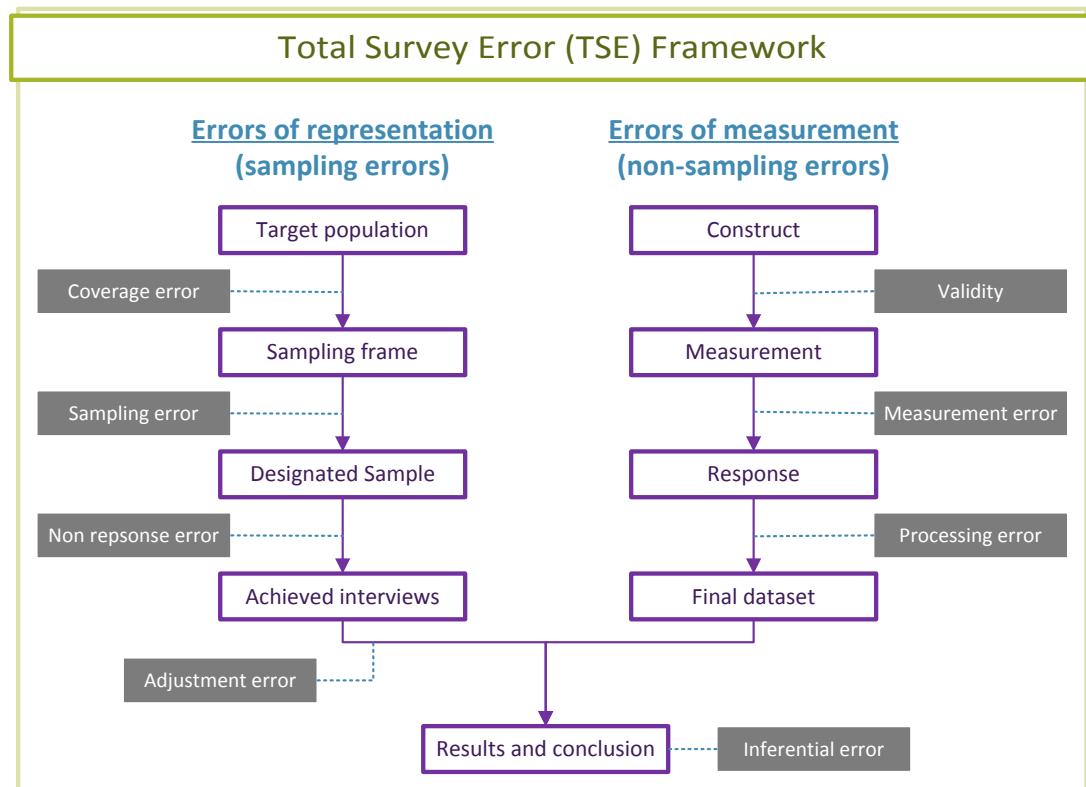 Total Survey Error (TSE) Framework
Errors of representation
(sampling errors)
Errors of measurement
(non-sampling errors)
Target population
Construct
Coverage error
Validity
Sampling frame
Measurement
Sampling error
Measurement error
Designated Sample
Response
Non repsonse error
Processing error
Achieved interviews
Final dataset
Adjustment error
Results and conclusion
Inferential error